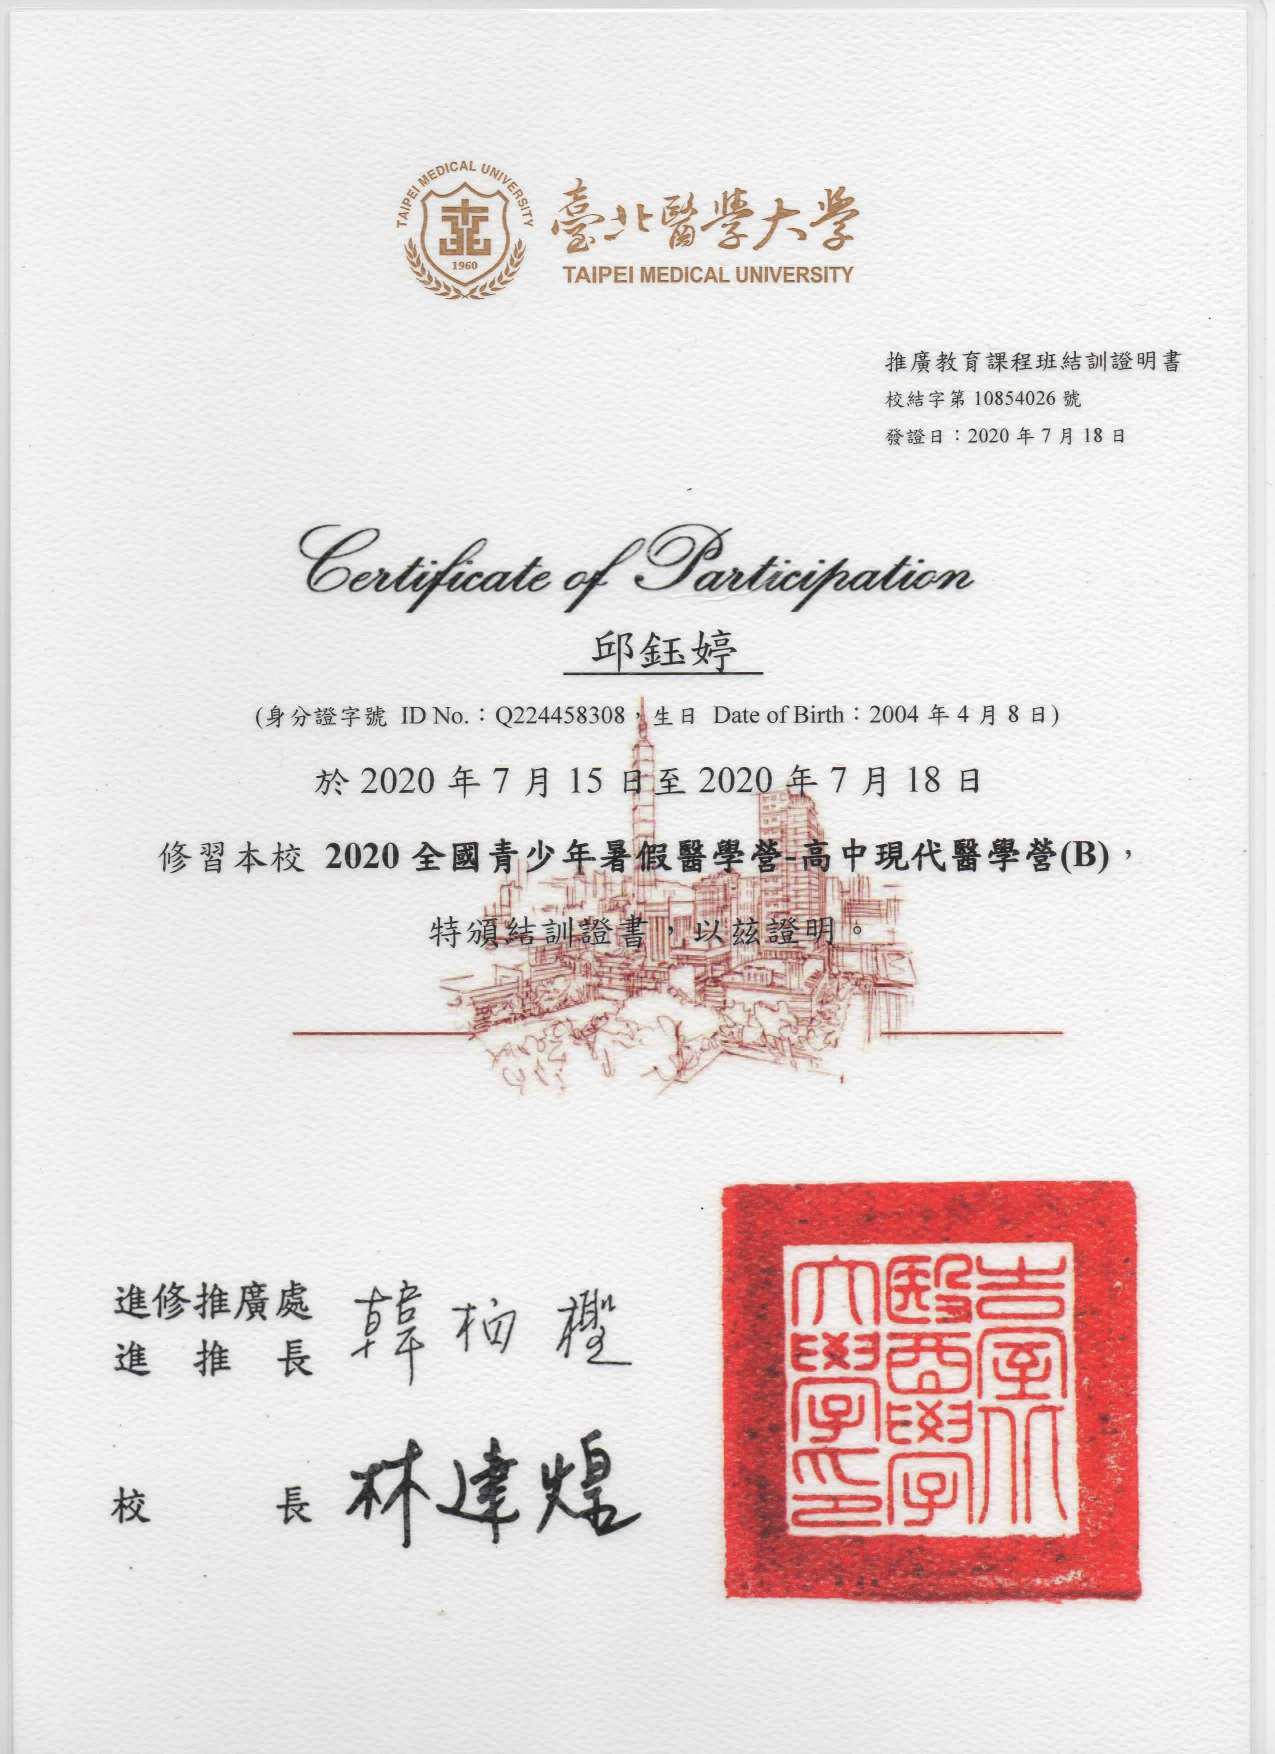 TAIPEI MEDICAL UNIVERSITY
1960
臺北醫學大學
TAIPEI MEDICAL UNIVERSITY
推廣教育課程班結訓證明書
校結字第 10854026 號
發證日：2020 年 7 月 18 日
Certificate of Participation
邱鈺婷
(身分證字號 ID No.：Q224458308，生日 Date of Birth：2004 年 4 月 8 日)
於 2020 年 7 月 15 日至 2020 年 7 月 18 日
修習本校 2020 全國青少年暑假醫學營-高中現代醫學營(B)，
特頒結訓證書，以茲證明。
進修推廣處
進推長 韓柏檉
校長 林建煌
臺北醫學大學印